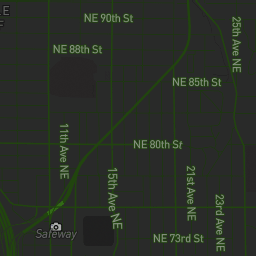 LE
NE 90th St
25th Ave NE
NE 88th St
NE 85th St
11th Ave NE
NE 80th St
15th Ave NE
21st Ave NE
23rd Ave NE
Safeway
NE 73rd St